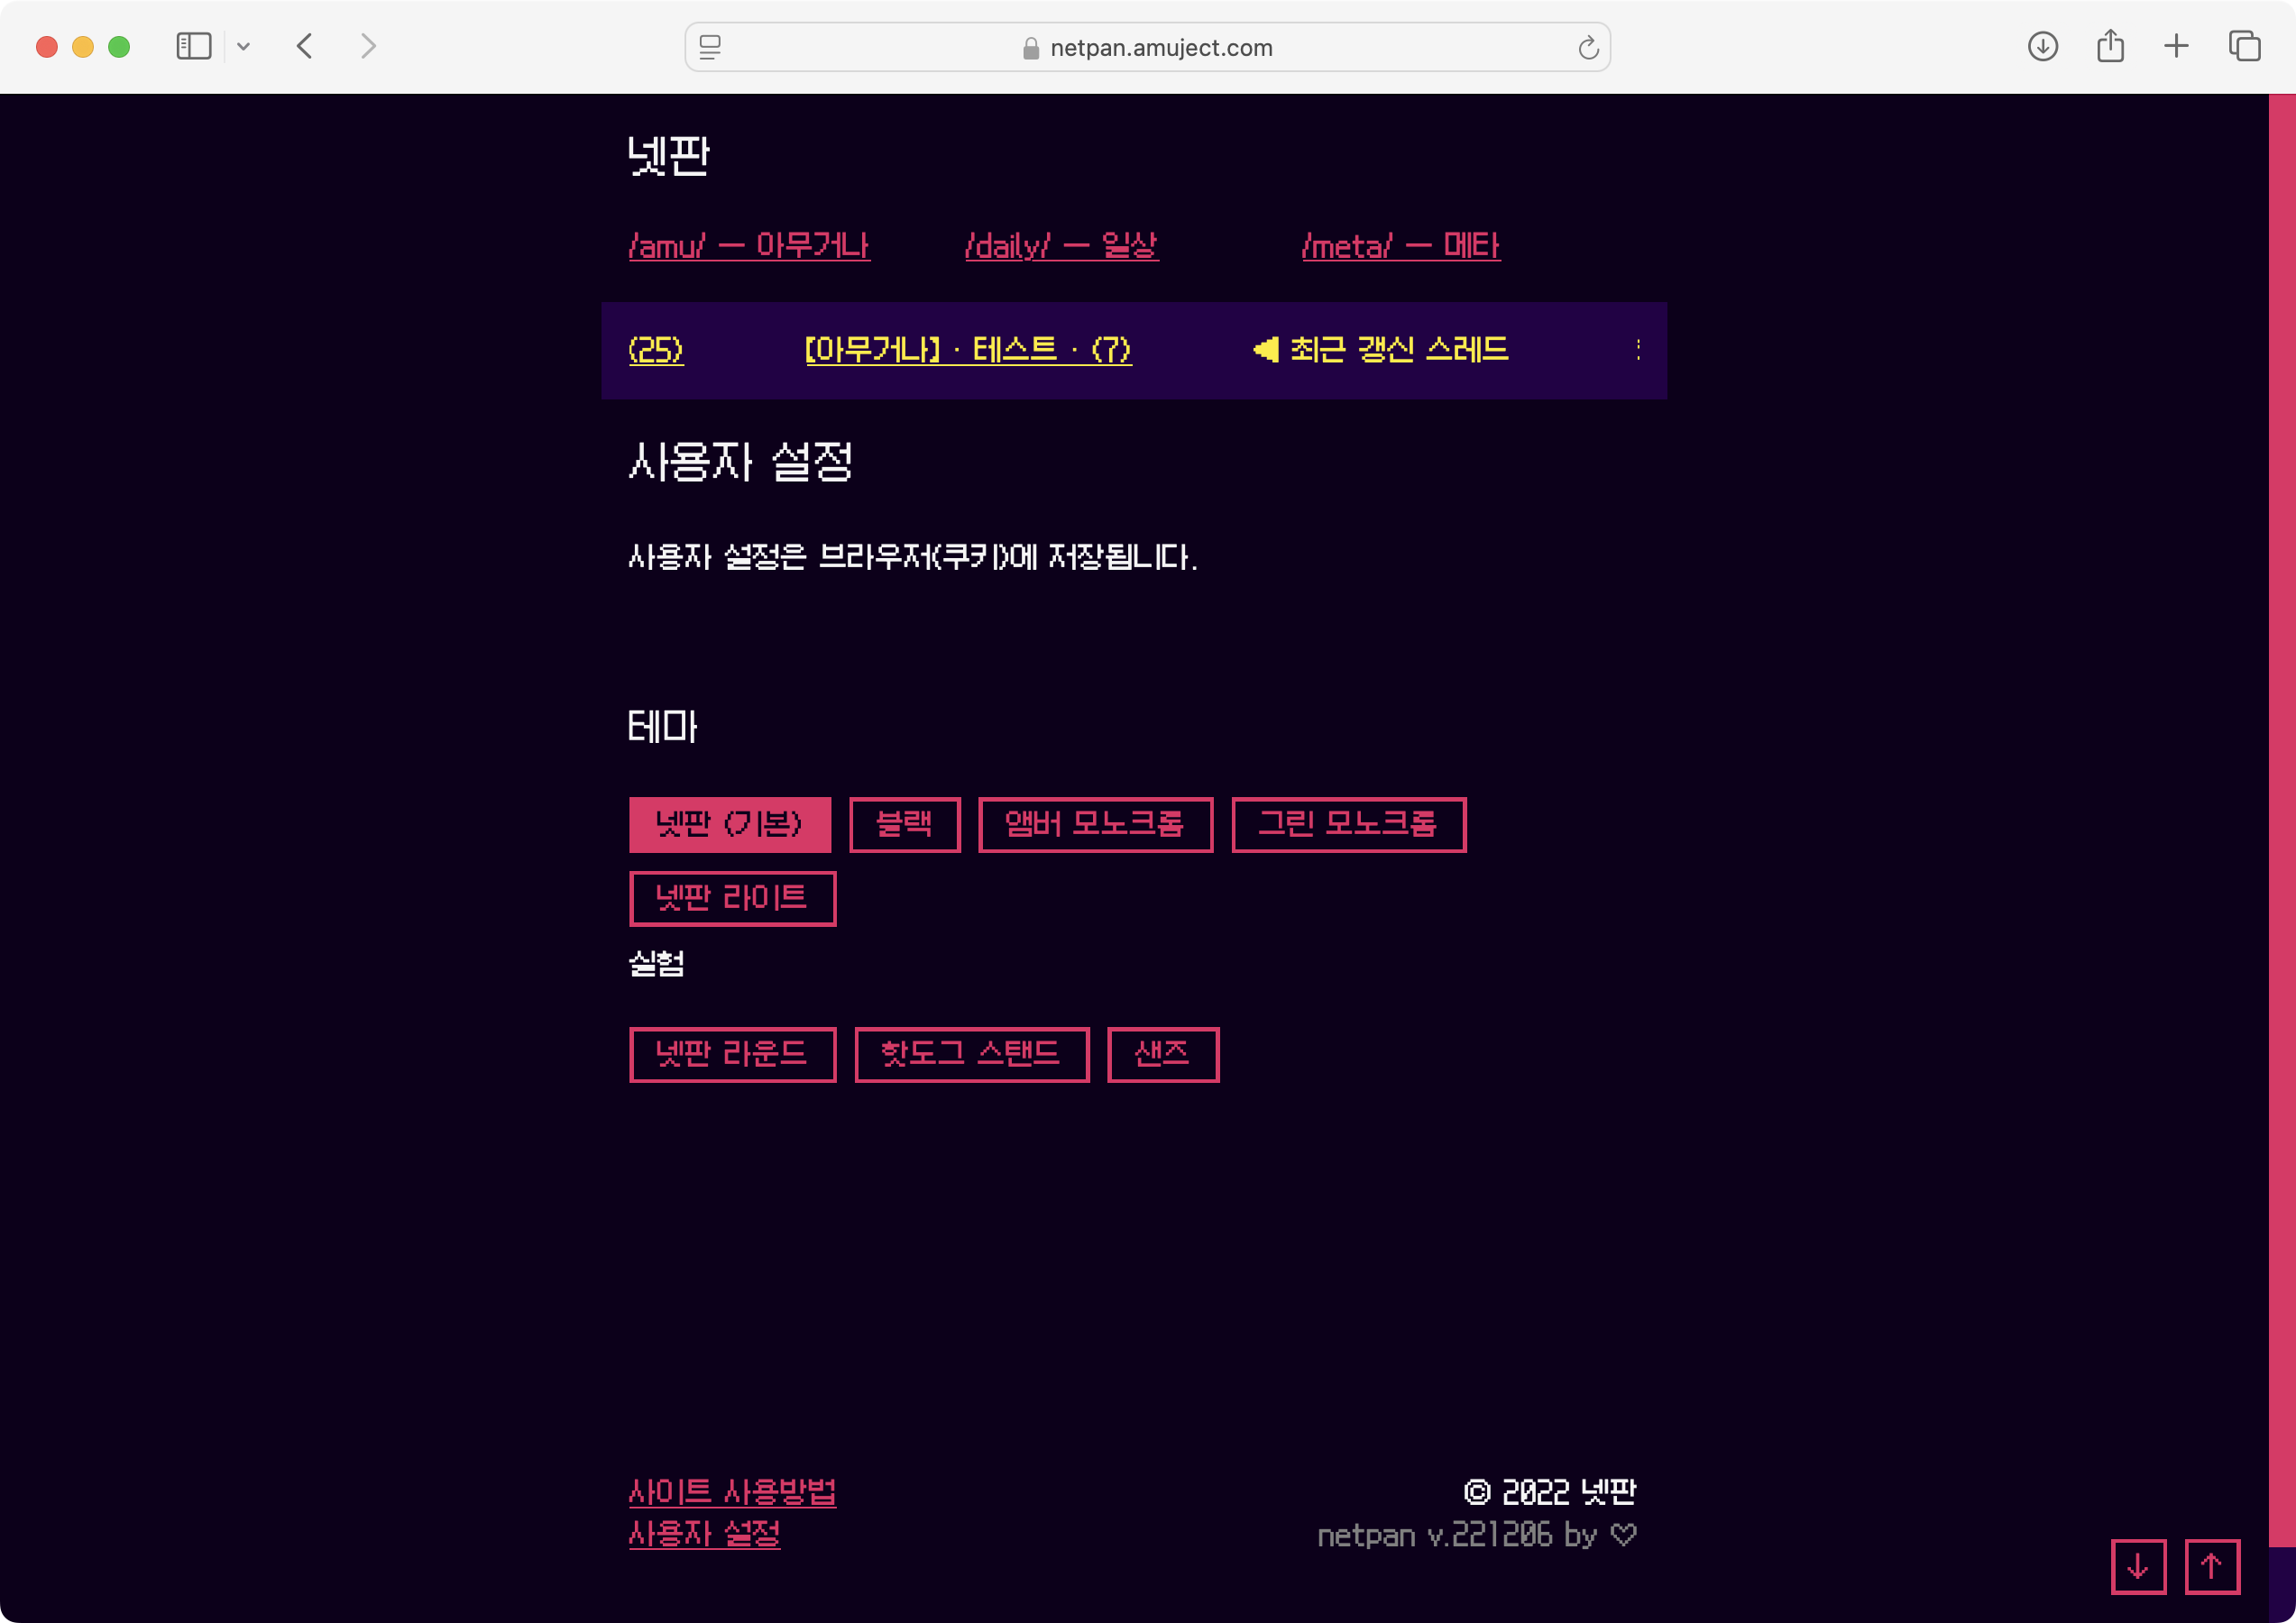 netpan.amuject.com
넷판
/amu/ — 아무거나 /daily/ — 일상 /meta/ — 메타
(25) [아무거나] · 테스트 · (7) ◀ 최근 갱신 스레드
사용자 설정
사용자 설정은 브라우저(쿠키)에 저장됩니다.
테마
넷판 (기본) 블랙 앰버 모노크롬 그린 모노크롬
넷판 라이트
실험
넷판 라운드 핫도그 스탠드 샌즈
사이트 사용방법 © 2022 넷판
사용자 설정 netpan v.221206 by ♡
↓ ↑